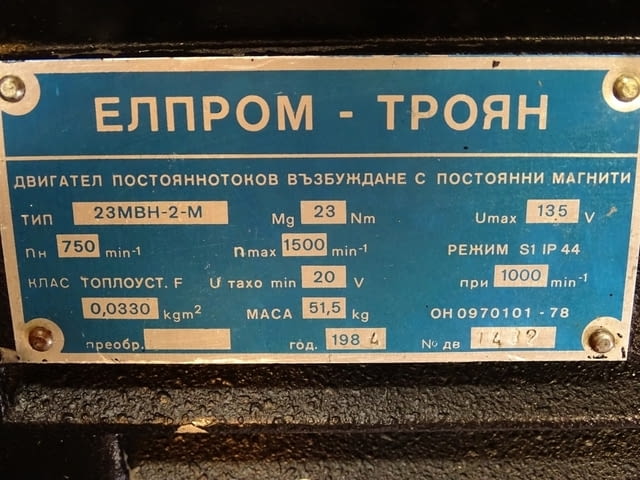 ЕЛПРОМ - ТРОЯН
ДВИГАТЕЛ ПОСТОЯННОТОКОВ ВЪЗБУЖДАНЕ С ПОСТОЯННИ МАГНИТИ
ТИП 23МВН-2-М Mg 23 Nm Umax 135 V
nн 750 min-1 nmax 1500 min-1 РЕЖИМ S1 IP 44
КЛАС ТОПЛОУСТ. F U тахо min 20 V при 1000 min-1
0,0330 kgm² МАСА 51,5 kg ОН 0970101 - 78
преобр. год. 1984 № дв